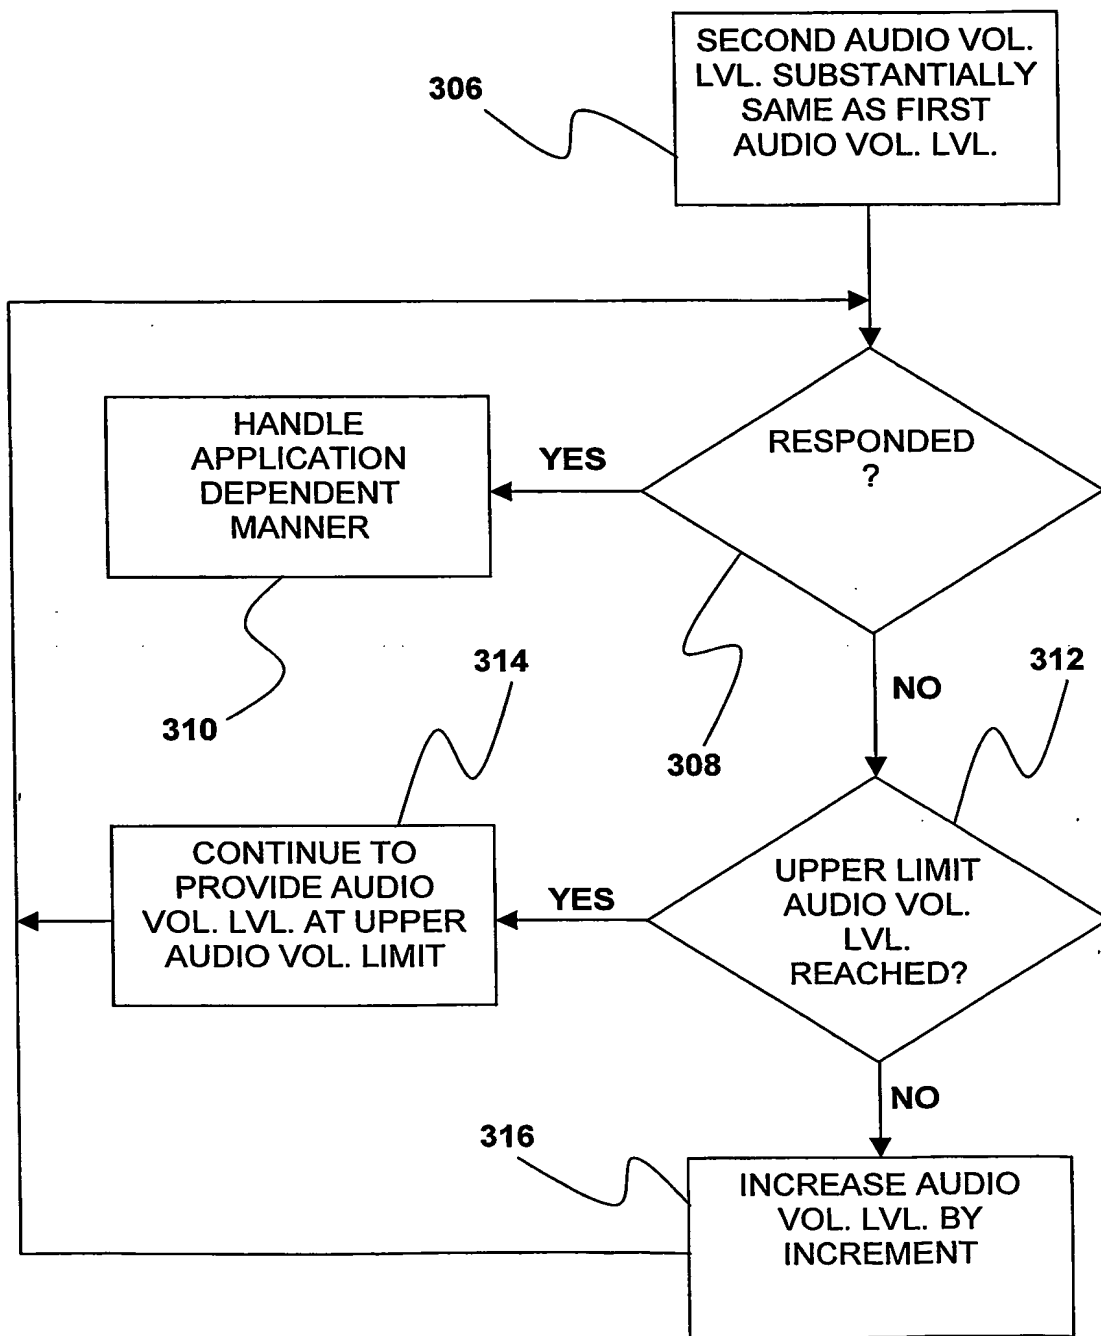 SECOND AUDIO VOL.
LVL. SUBSTANTIALLY
SAME AS FIRST
AUDIO VOL. LVL.
306
HANDLE
APPLICATION
DEPENDENT
MANNER
YES
RESPONDED
?
310
314
308
NO
312
CONTINUE TO
PROVIDE AUDIO
VOL. LVL. AT UPPER
AUDIO VOL. LIMIT
YES
UPPER LIMIT
AUDIO VOL.
LVL.
REACHED?
NO
316
INCREASE AUDIO
VOL. LVL. BY
INCREMENT